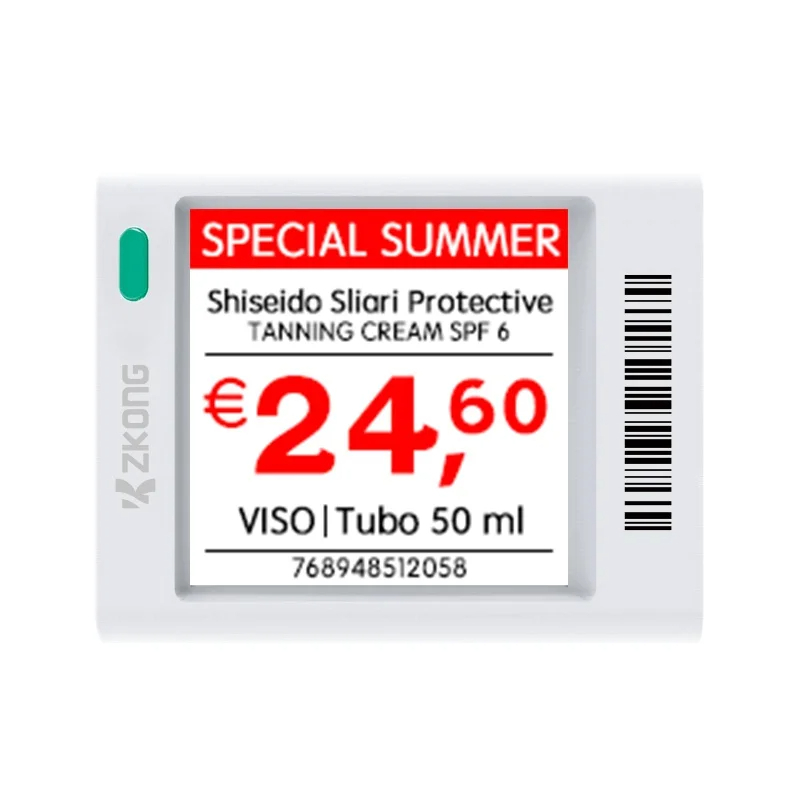 SPECIAL SUMMER
Shiseido Sliari Protective
TANNING CREAM SPF 6
€24,60
VISO|Tubo 50 ml
768948512058
ZKONG